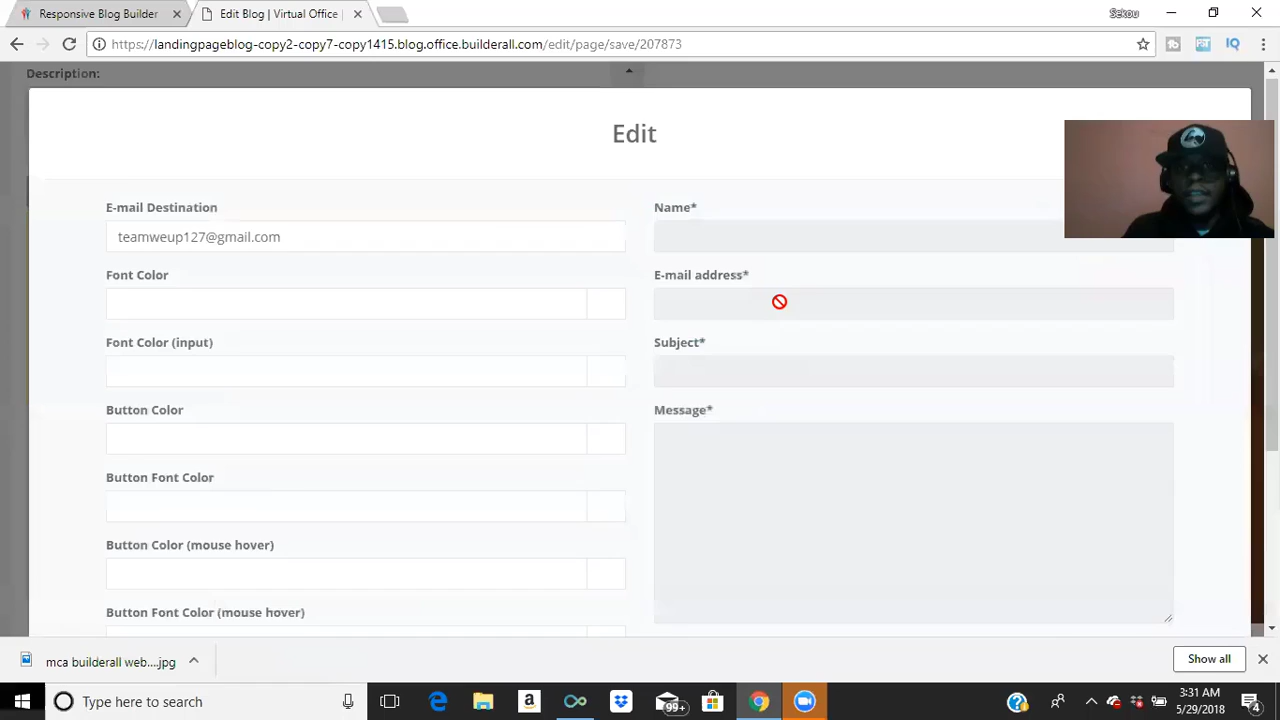 Responsive Blog Builder
Edit Blog | Virtual Office |
Sekou
https://landingpageblog-copy2-copy7-copy1415.blog.office.builderall.com/edit/page/save/207873
Description:
Edit
E-mail Destination
teamweup127@gmail.com
Font Color
Font Color (input)
Button Color
Button Font Color
Button Color (mouse hover)
Button Font Color (mouse hover)
Name*
E-mail address*
Subject*
Message*
mca builderall web....jpg
Show all
Type here to search
99+
3:31 AM
5/29/2018
4